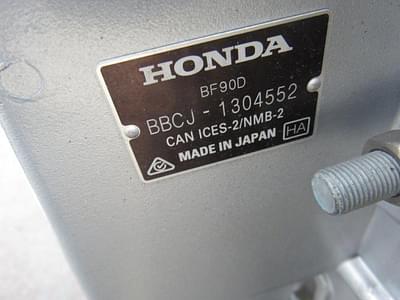 HONDA
BF90D
BBCJ - 1304552
CAN ICES-2/NMB-2
MADE IN JAPAN HA